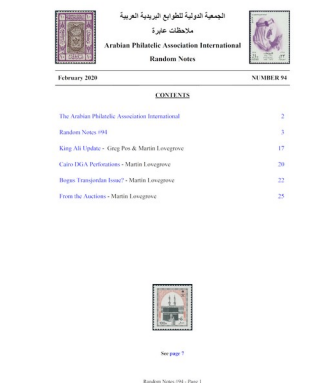 الجمعية الدولية للطوابع البريدية العربية
ملاحظات عابرة
Arabian Philatelic Association International
Random Notes
February 2020 NUMBER 94
CONTENTS
The Arabian Philatelic Association International 2
Random Notes #94 3
King Ali Update - Greg Pos & Martin Lovegrove 17
Cairo DGA Perforations - Martin Lovegrove 20
Bogus Transjordan Issue? - Martin Lovegrove 22
From the Auctions - Martin Lovegrove 25
See page 7
Random Notes #94 - Page 1